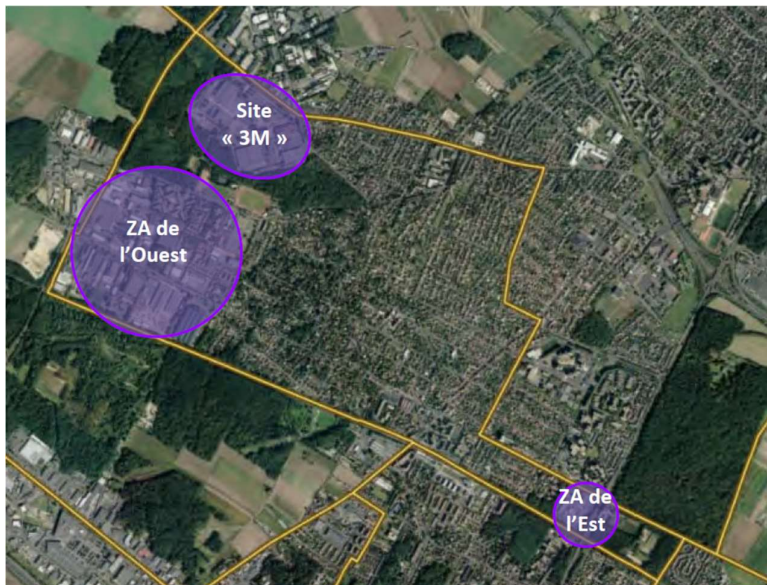 Site
« 3M »
ZA de
l'Ouest
ZA de
l'Est